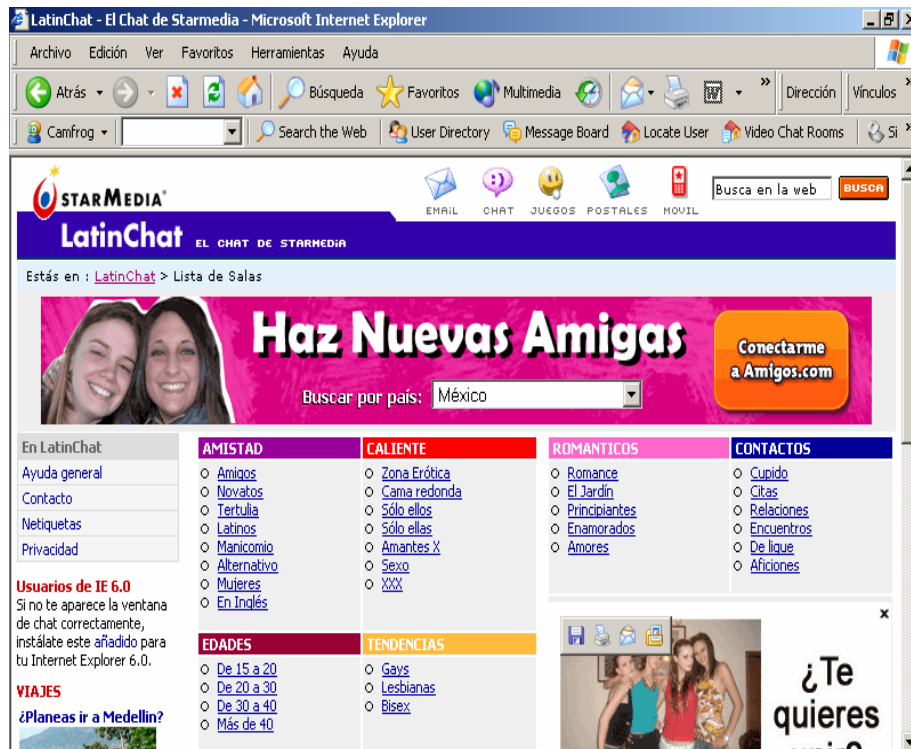 LatinChat - El Chat de Starmedia - Microsoft Internet Explorer
Archivo Edición Ver Favoritos Herramientas Ayuda
Atrás Búsqueda Favoritos Multimedia Dirección Vínculos
Camfrog Search the Web User Directory Message Board Locate User Video Chat Rooms Si
STARMEDIA
EMAiL CHAT JUEGOS POSTALES MOVIL Busca en la web BUSCA
LatinChat EL CHAT DE STARMEDiA
Estás en : LatinChat > Lista de Salas
Haz Nuevas Amigas
Buscar por país: México
Conectarme
a Amigos.com
En LatinChat
Ayuda general
Contacto
Netiquetas
Privacidad
Usuarios de IE 6.0
Si no te aparece la ventana
de chat correctamente,
instálate este añadido para
tu Internet Explorer 6.0.
VIAJES
¿Planeas ir a Medellin?
AMISTAD
Amigos
Novatos
Tertulia
Latinos
Manicomio
Alternativo
Mujeres
En Inglés
EDADES
De 15 a 20
De 20 a 30
De 30 a 40
Más de 40
CALIENTE
Zona Erótica
Cama redonda
Sólo ellos
Sólo ellas
Amantes X
Sexo
XXX
TENDENCIAS
Gays
Lesbianas
Bisex
ROMANTICOS
Romance
El Jardín
Principiantes
Enamorados
Amores
CONTACTOS
Cupido
Citas
Relaciones
Encuentros
De ligue
Aficiones
¿Te
quieres